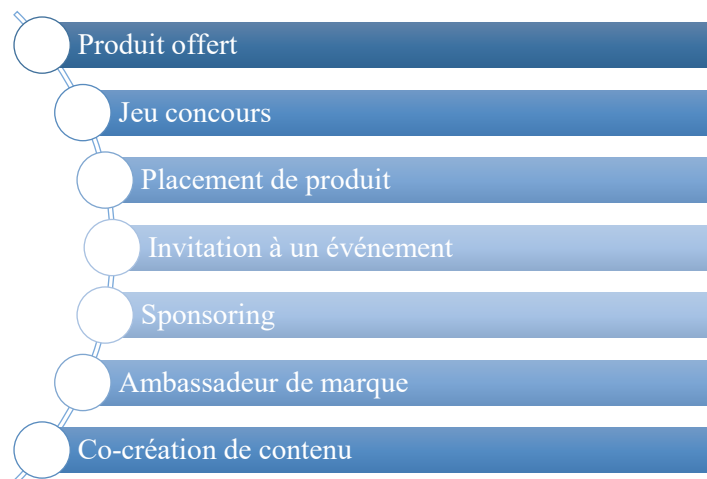 Produit offert
Jeu concours
Placement de produit
Invitation à un événement
Sponsoring
Ambassadeur de marque
Co-création de contenu